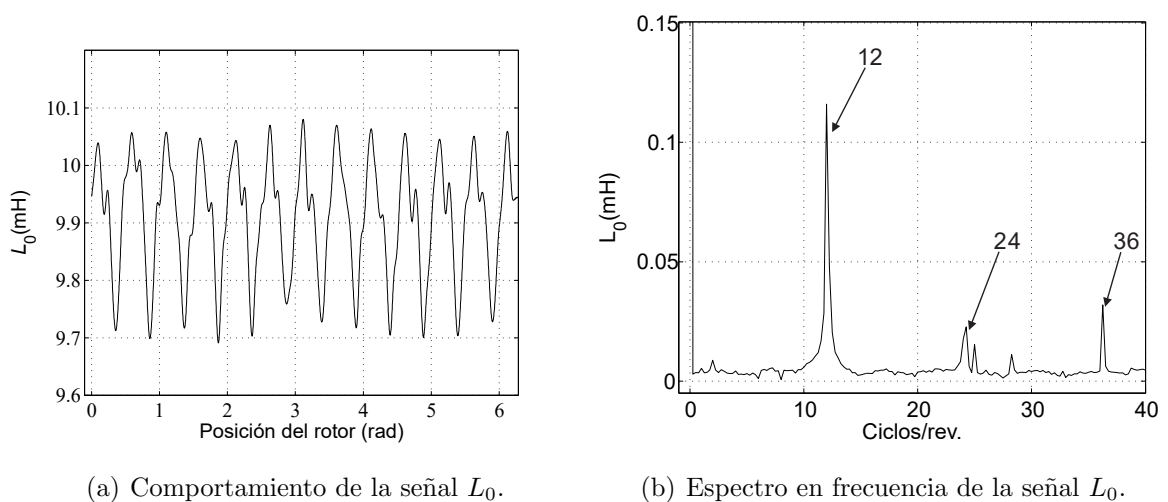 10.1
10
9.9
9.8
9.7
9.6
L₀(mH)
0 1 2 3 4 5 6
Posición del rotor (rad)
(a) Comportamiento de la señal L₀.
0.15
0.1
0.05
0
L₀(mH)
12
24
36
0 10 20 30 40
Ciclos/rev.
(b) Espectro en frecuencia de la señal L₀.